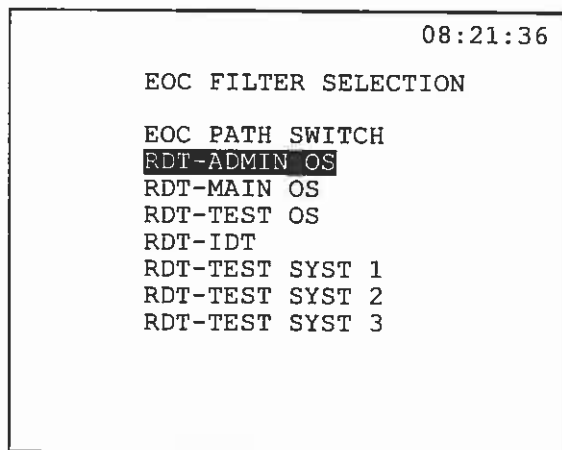 08:21:36
EOC FILTER SELECTION
EOC PATH SWITCH
RDT-ADMIN OS
RDT-MAIN OS
RDT-TEST OS
RDT-IDT
RDT-TEST SYST 1
RDT-TEST SYST 2
RDT-TEST SYST 3